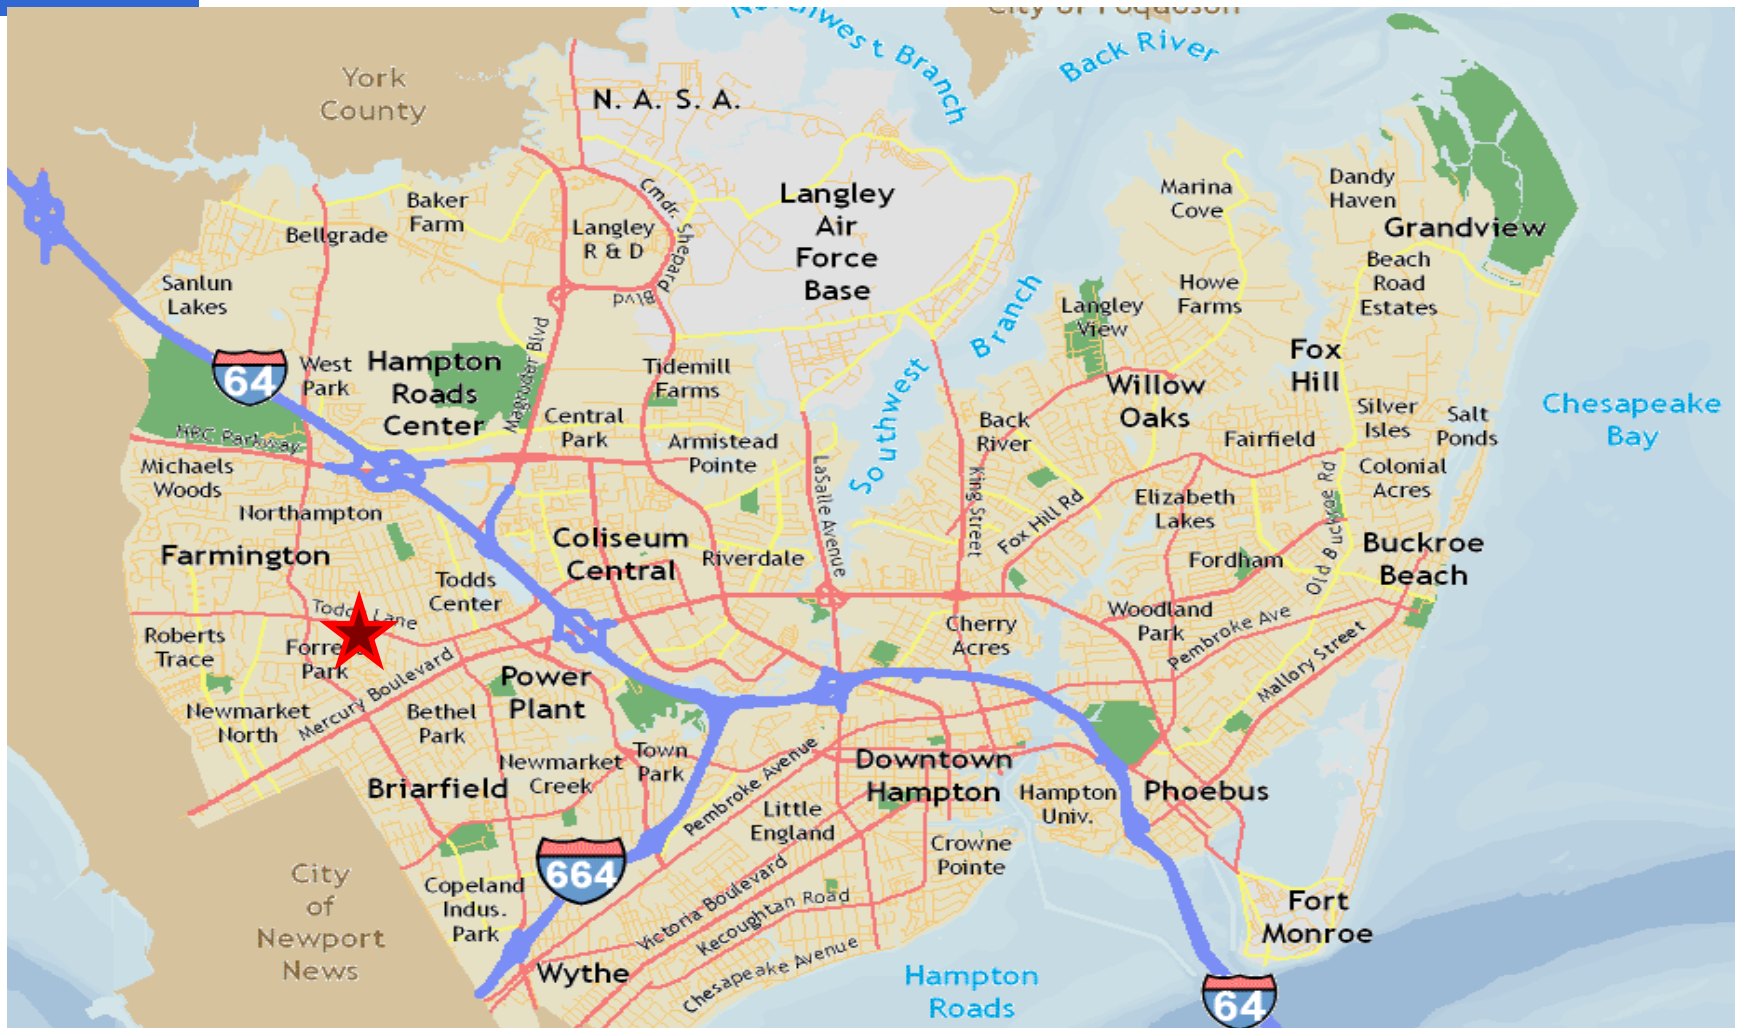 City of Poquoson
Northwest Branch
Back River
York
County
N. A. S. A.
Cmdr. Shepard
Blvd
Langley
Air
Force
Base
Marina
Cove
Dandy
Haven
Grandview
Baker
Farm
Bellgrade
Langley
R & D
Sanlun
Lakes
Beach
Road
Estates
Howe
Farms
Langley
View
Southwest
Branch
64
West
Park
Hampton
Roads
Center
Magruder Blvd
Tidemill
Farms
Fox
Hill
Willow
Oaks
Silver
Isles
Salt
Ponds
Chesapeake
Bay
Central
Park
Back
River
Fairfield
HRC Parkway
Armistead
Pointe
Michaels
Woods
LaSalle Avenue
King Street
Colonial
Acres
Elizabeth
Lakes
Old Buckroe Rd
Northampton
Fox Hill Rd
Farmington
Coliseum
Central
Riverdale
Fordham
Buckroe
Beach
Todds
Center
Todds Lane
Woodland
Park
Pembroke Ave
Mallory Street
Cherry
Acres
Roberts
Trace
Park
Mercury Boulevard
Power
Plant
Newmarket
North
Bethel
Park
Newmarket
Creek
Town
Park
Pembroke Avenue
Downtown
Hampton
Briarfield
Little
England
Hampton
Univ.
Phoebus
Crowne
Pointe
664
City
of
Newport
News
Copeland
Indus.
Park
Victoria Boulevard
Kecoughtan Road
Chesapeake Avenue
Wythe
Fort
Monroe
Hampton
Roads
64